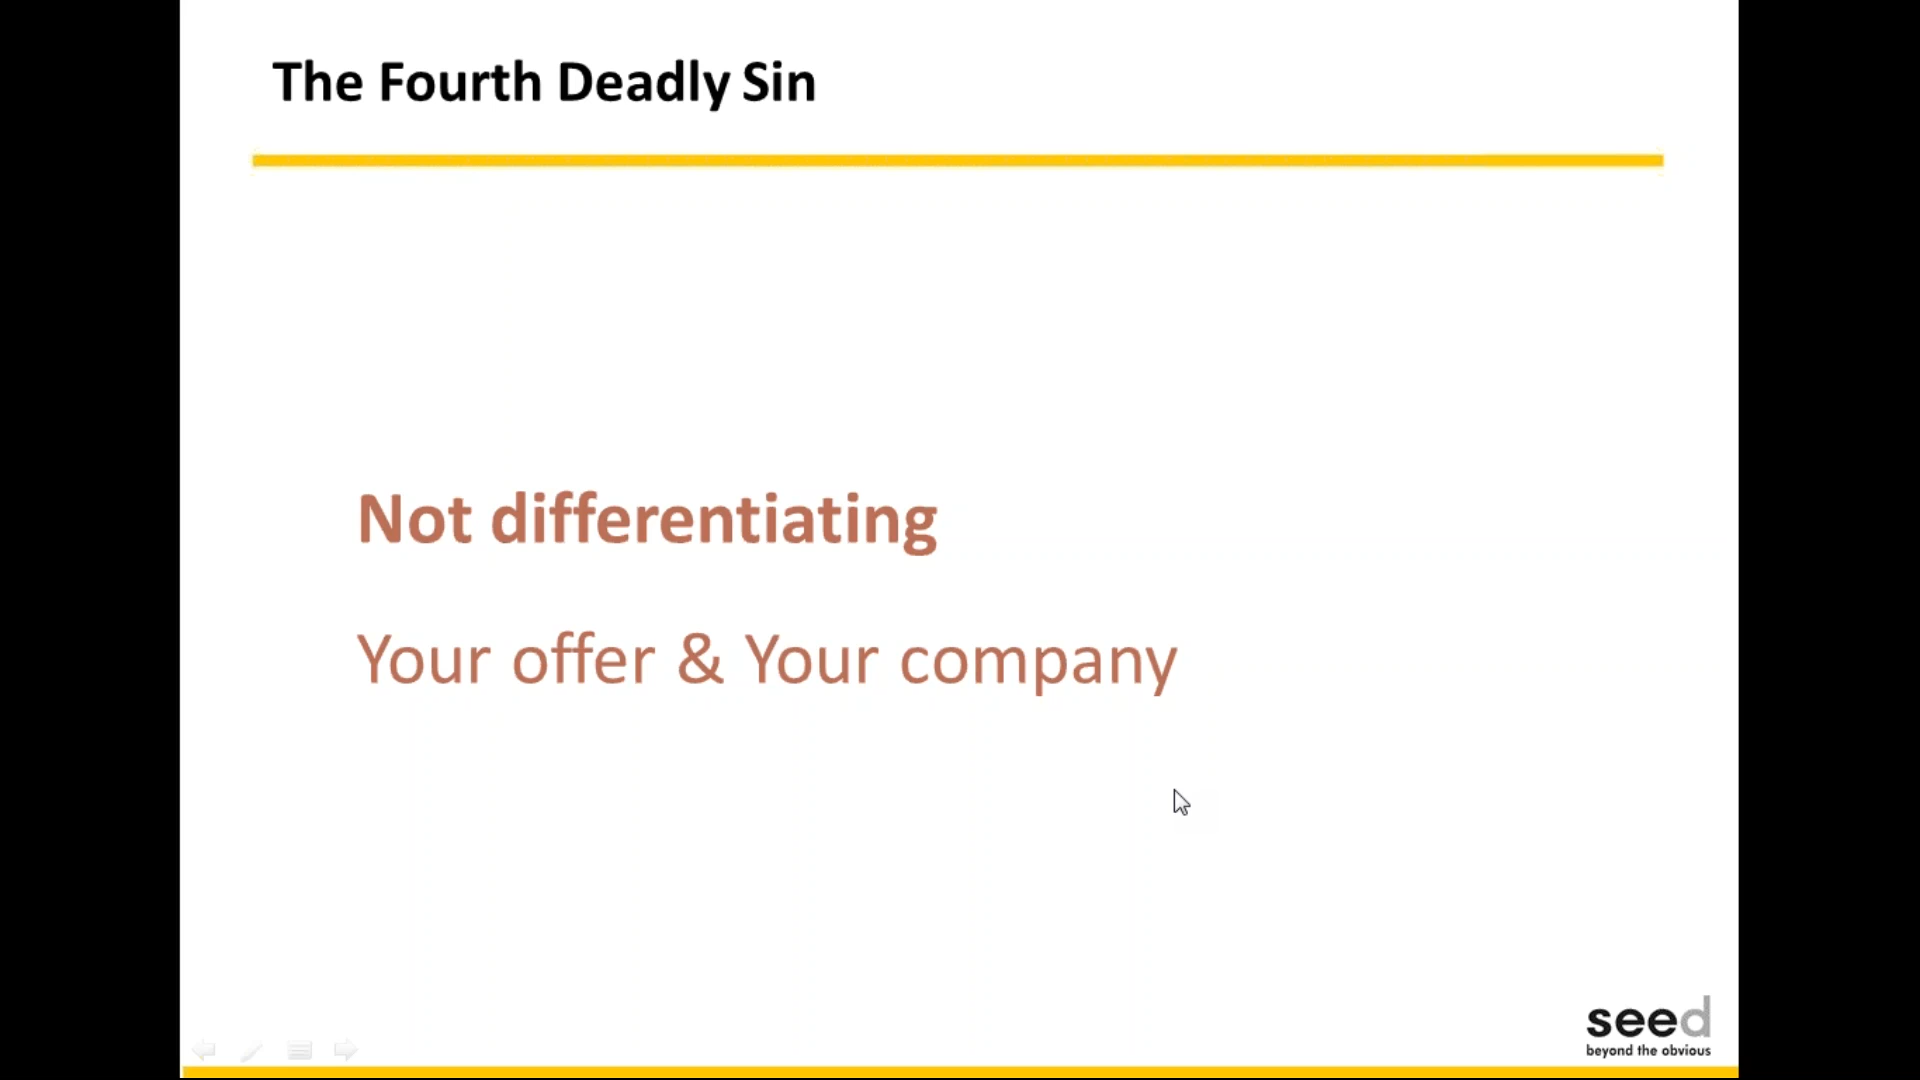 The Fourth Deadly Sin
Not differentiating
Your offer & Your company
seed
beyond the obvious